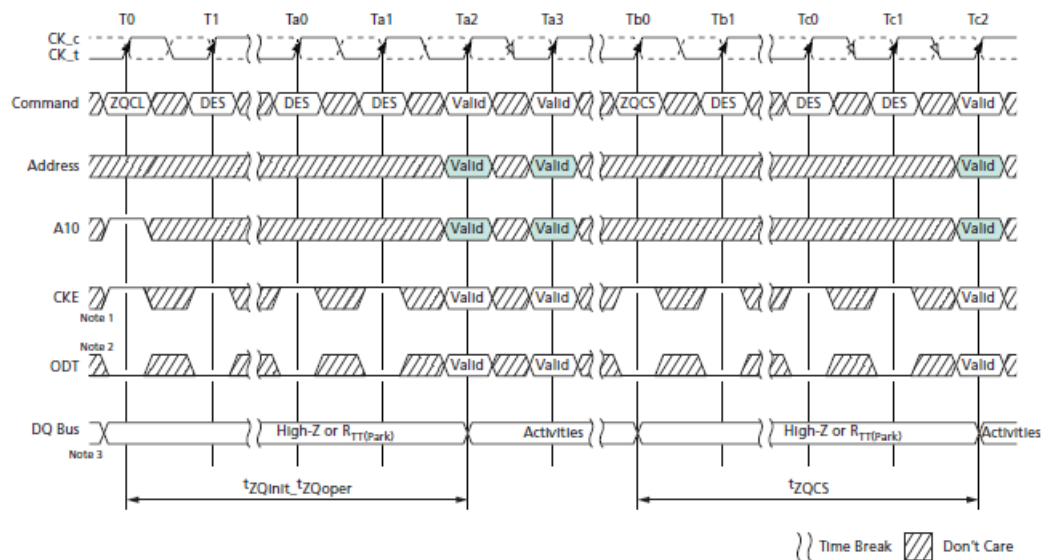 T0 T1 Ta0 Ta1 Ta2 Ta3 Tb0 Tb1 Tc0 Tc1 Tc2
CK_c
CK_t
Command ZQCL DES DES DES Valid Valid ZQCS DES DES DES Valid
Address Valid Valid Valid
A10 Valid Valid Valid
CKE Valid Valid Valid
Note 1
Note 2
ODT Valid Valid Valid
DQ Bus High-Z or RTT(Park) Activities High-Z or RTT(Park) Activities
Note 3
tZQinit_tZQoper tZQCS
Time Break Don't Care